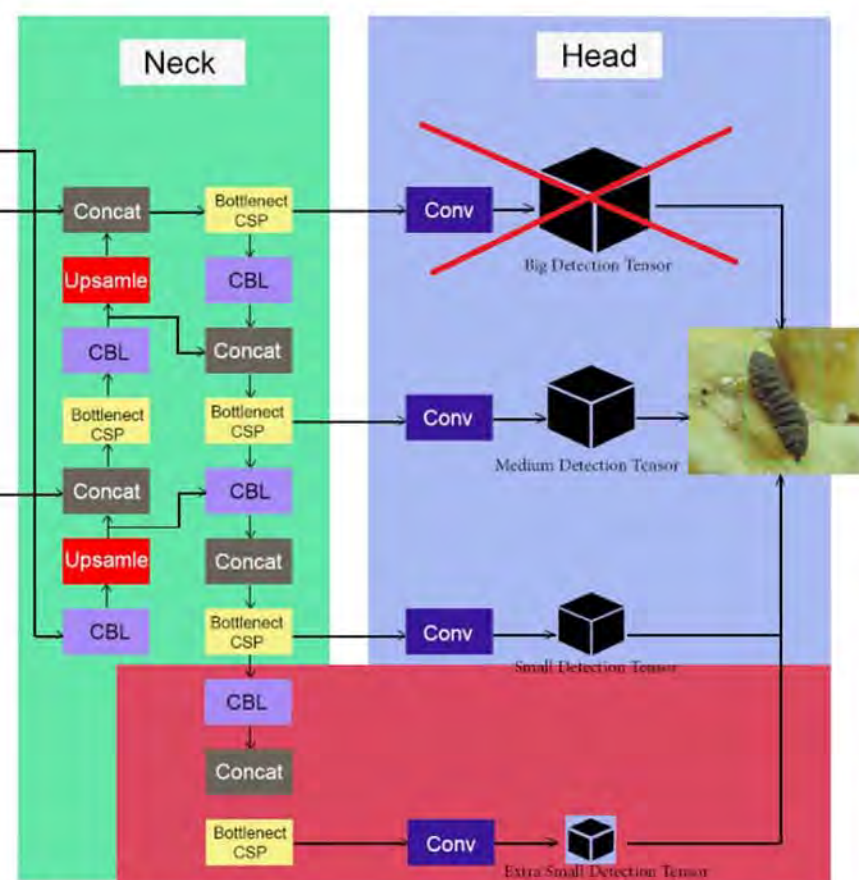 Neck
Head
Concat
Bottlenect
CSP
Conv
Big Detection Tensor
Upsamle
CBL
CBL
Concat
Bottlenect
CSP
Bottlenect
CSP
Conv
Medium Detection Tensor
Concat
CBL
Upsamle
Concat
CBL
Bottlenect
CSP
Conv
Small Detection Tensor
CBL
Concat
Bottlenect
CSP
Conv
Extra Small Detection Tensor